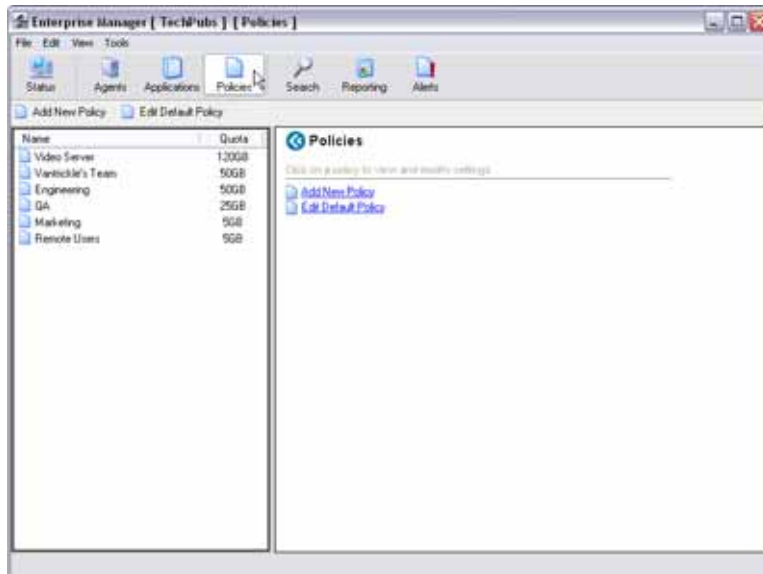 Enterprise Manager [ TechPubs ] [ Policies ]
File Edit View Tools
Status Agents Applications Policies Search Reporting Alerts
Add New Policy Edit Default Policy
Name Quota
Video Server 120GB
Vantrickle's Team 50GB
Engineering 50GB
QA 25GB
Marketing 5GB
Remote Users 5GB
Policies
Click on a policy to view and modify settings
Add New Policy
Edit Default Policy